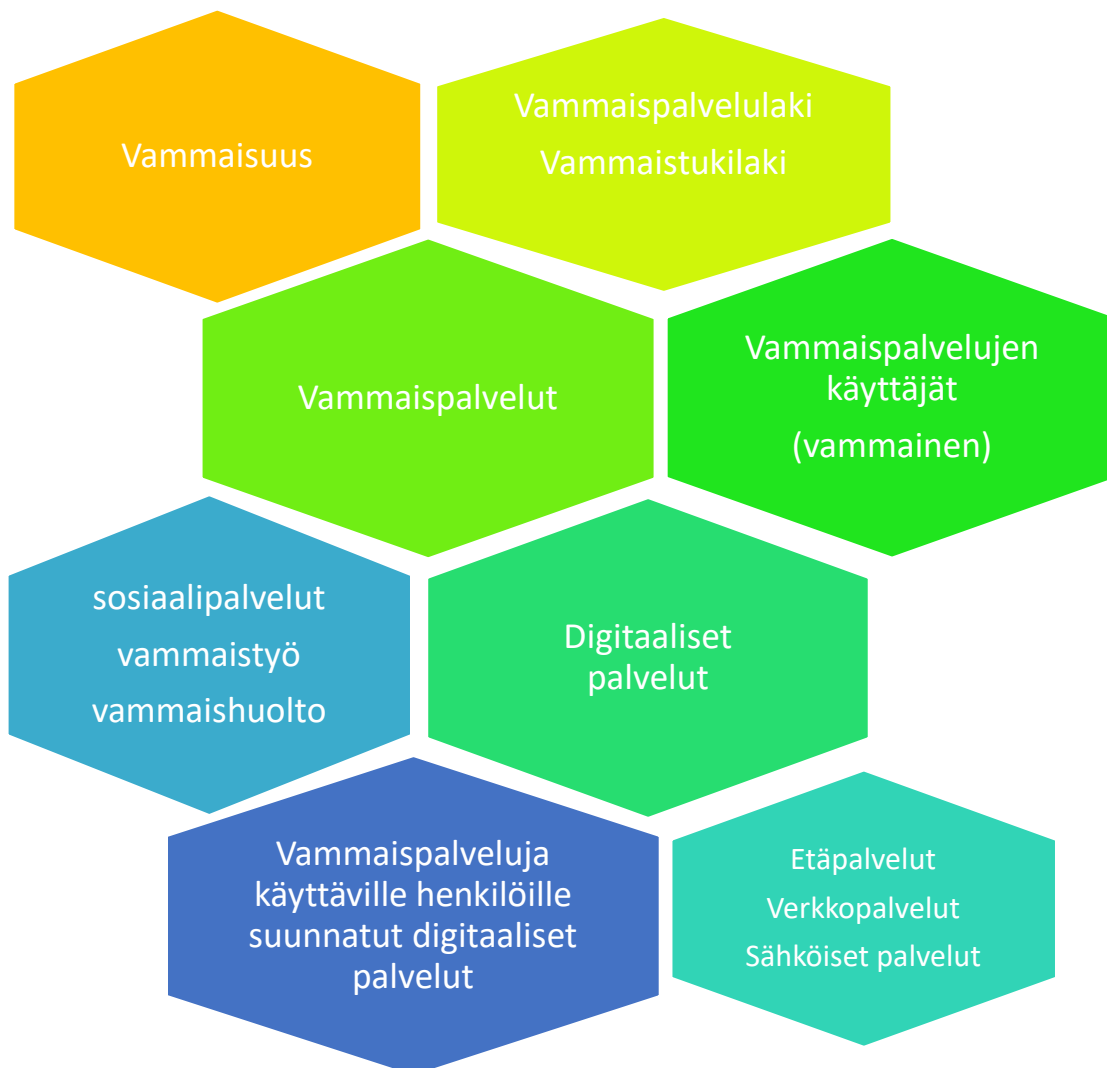 Vammaisuus
Vammaispalvelulaki
Vammaistukilaki
Vammaispalvelut
Vammaispalvelujen
käyttäjät
(vammainen)
sosiaalipalvelut
vammaistyö
vammaishuolto
Digitaaliset
palvelut
Vammaispalveluja
käyttäville henkilöille
suunnatut digitaaliset
palvelut
Etäpalvelut
Verkkopalvelut
Sähköiset palvelut